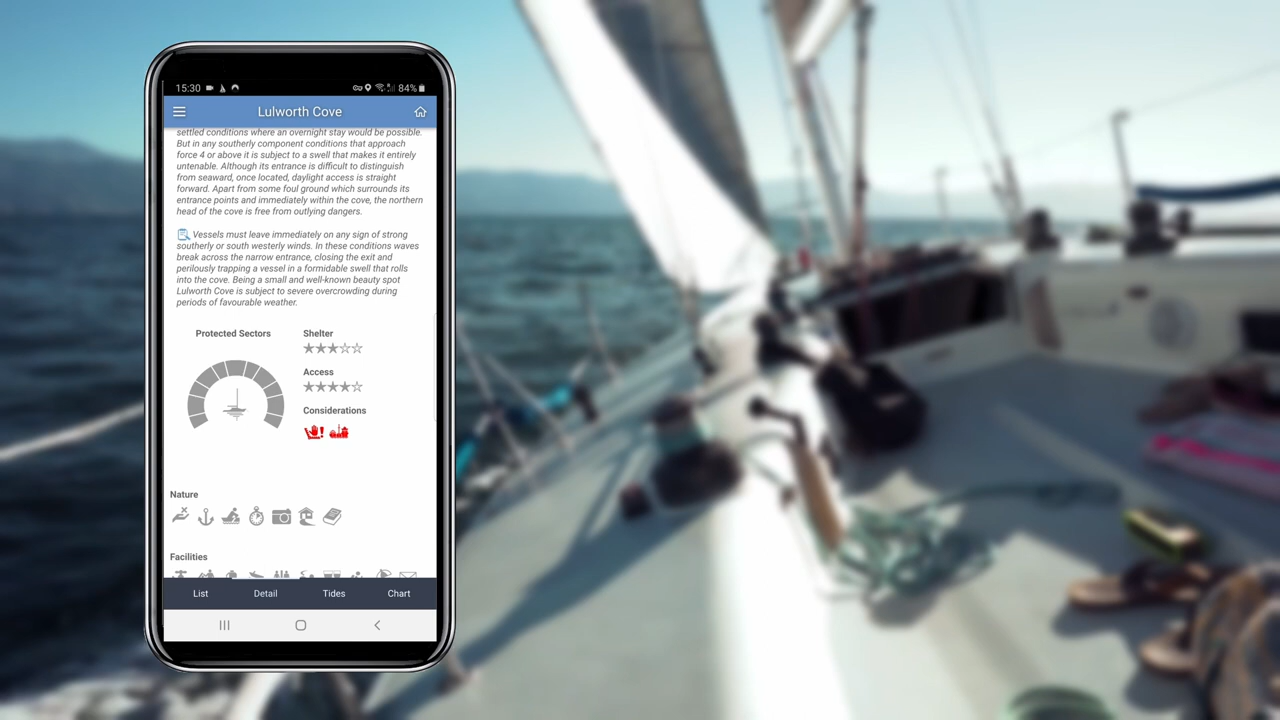 15:30 84%
Lulworth Cove
settled conditions where an overnight stay would be possible.
But in any southerly component conditions that approach
force 4 or above it is subject to a swell that makes it entirely
untenable. Although its entrance is difficult to distinguish
from seaward, once located, daylight access is straight
forward. Apart from some foul ground which surrounds its
entrance points and immediately within the cove, the northern
head of the cove is free from outlying dangers.
Vessels must leave immediately on any sign of strong
southerly or south westerly winds. In these conditions waves
break across the narrow entrance, closing the exit and
perilously trapping a vessel in a formidable swell that rolls
into the cove. Being a small and well-known beauty spot
Lulworth Cove is subject to severe overcrowding during
periods of favourable weather.
Protected Sectors
Shelter
Access
Considerations
Nature
Facilities
List Detail Tides Chart